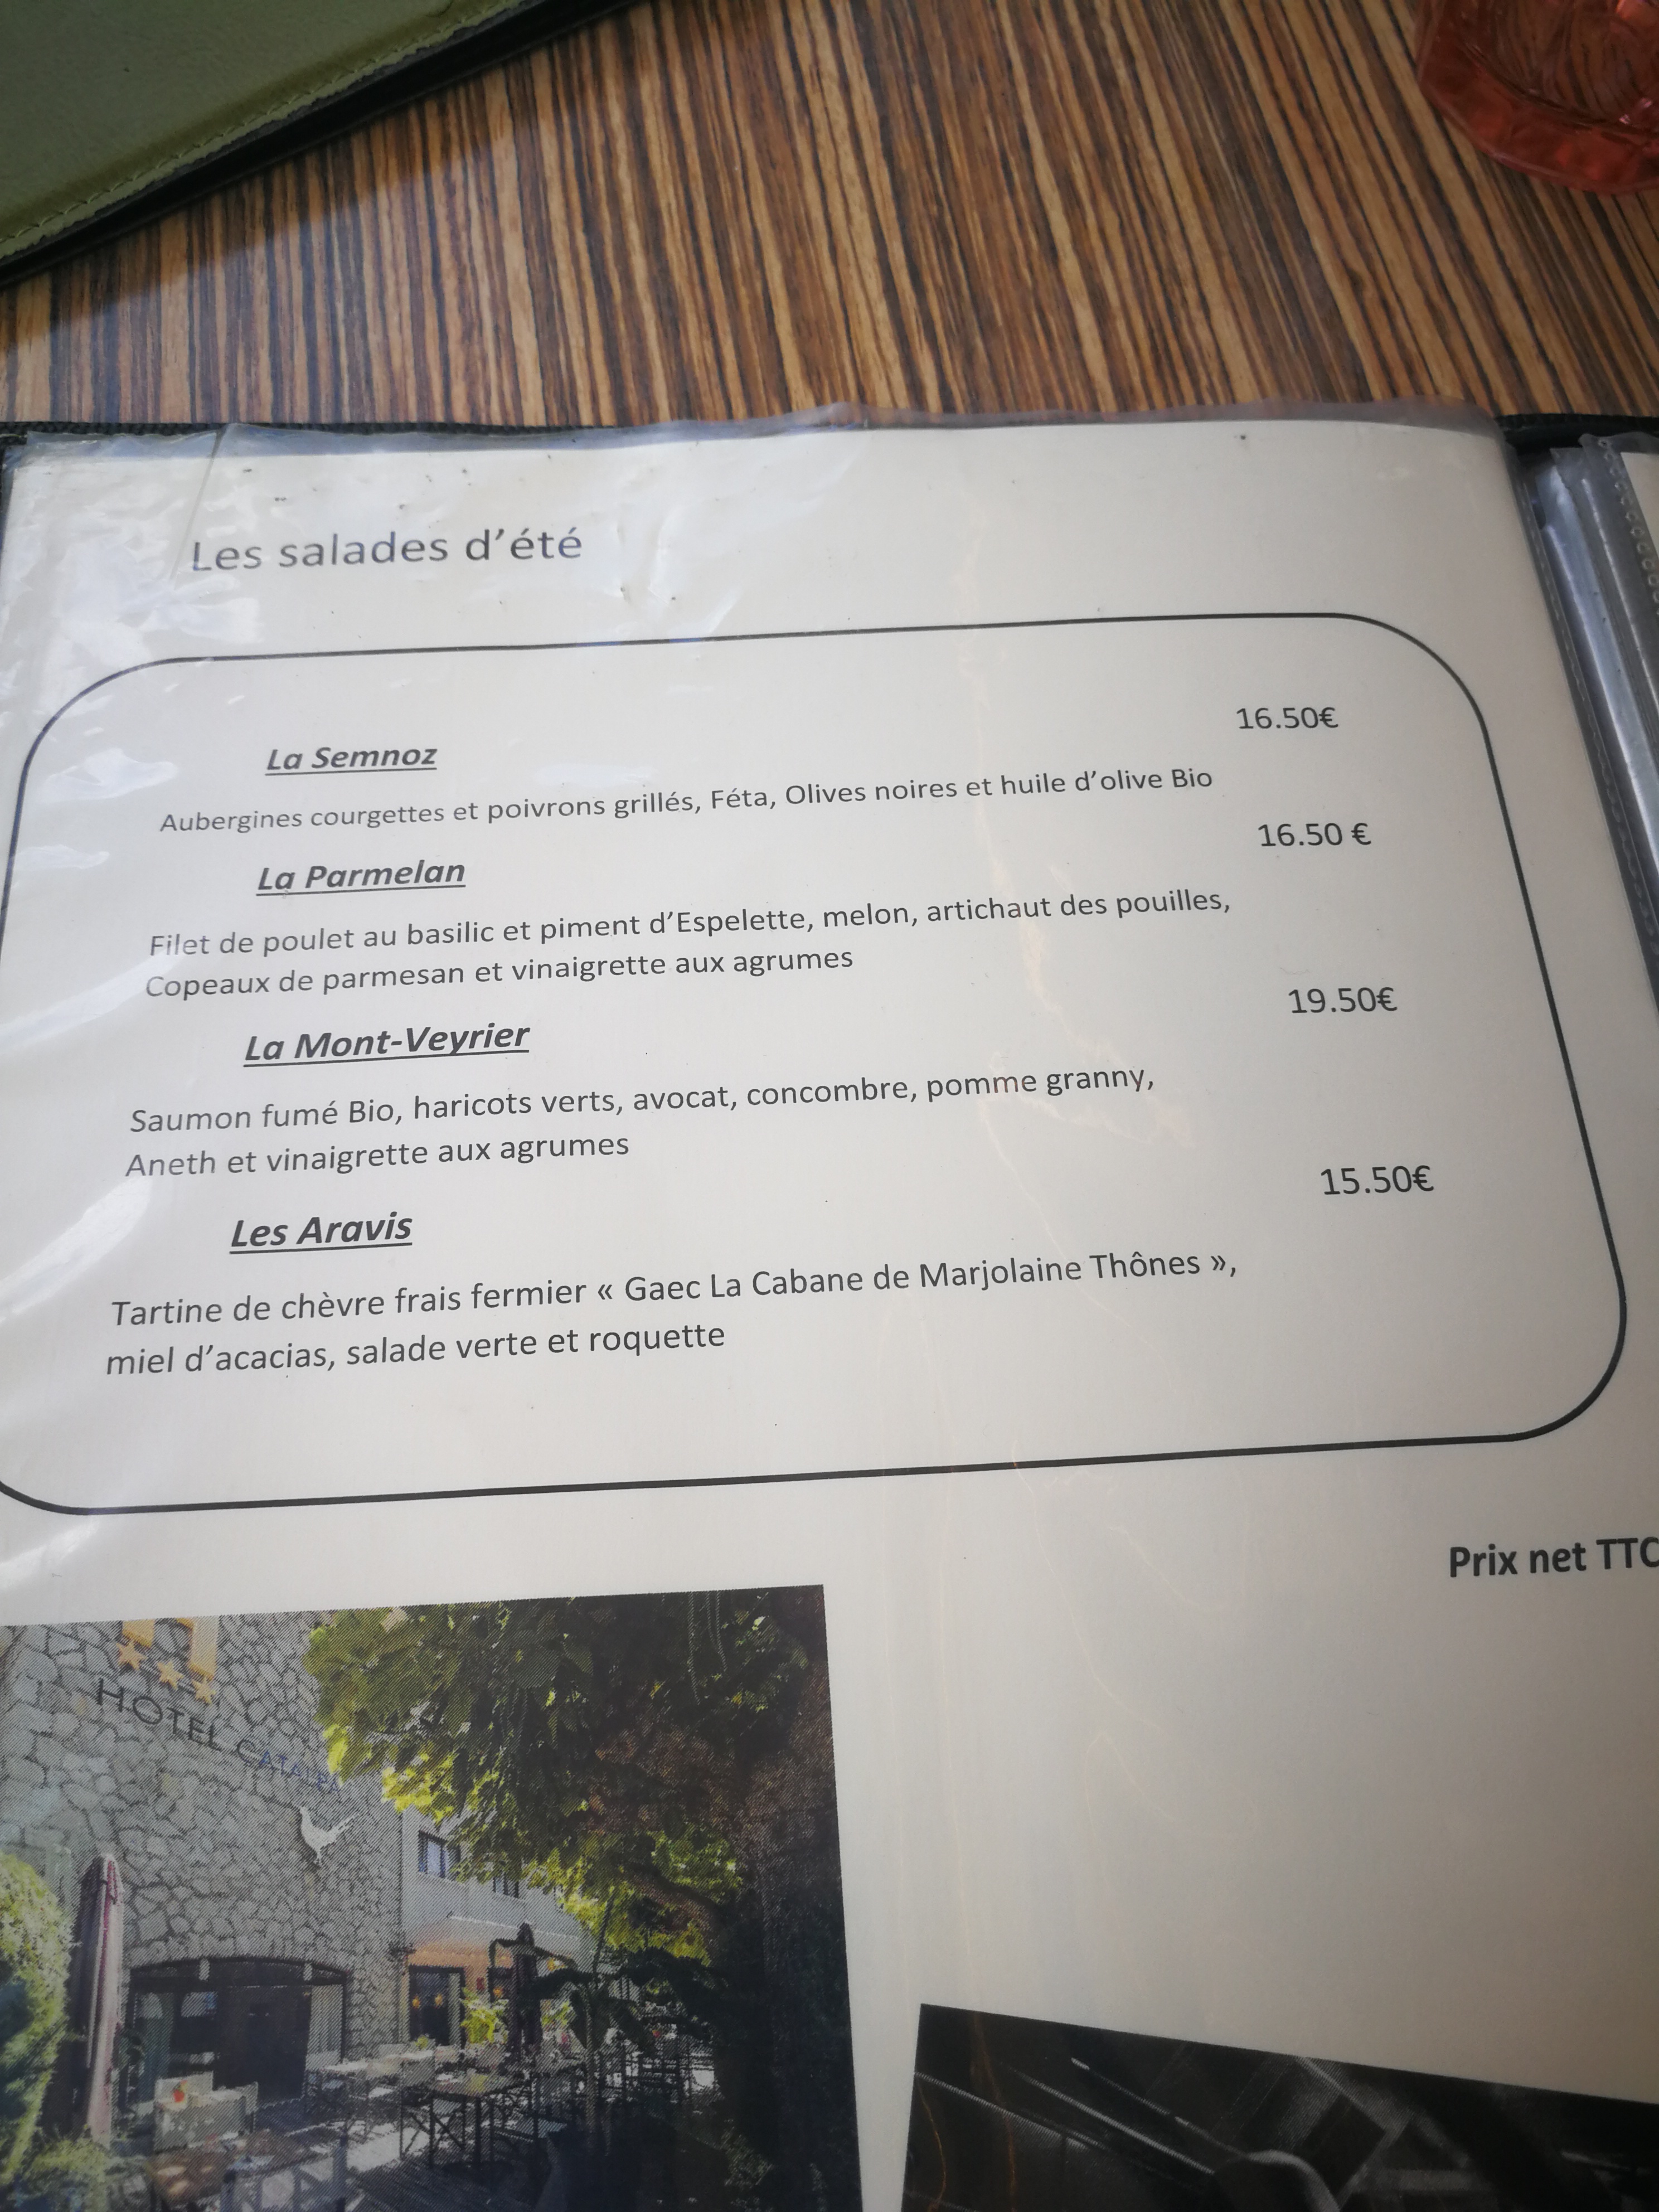 Les salades d'été
16.50€
La Semnoz
Aubergines courgettes et poivrons grillés, Féta, Olives noires et huile d'olive Bio
16.50 €
La Parmelan
Filet de poulet au basilic et piment d'Espelette, melon, artichaut des pouilles,
Copeaux de parmesan et vinaigrette aux agrumes
19.50€
La Mont-Veyrier
Saumon fumé Bio, haricots verts, avocat, concombre, pomme granny,
Aneth et vinaigrette aux agrumes
15.50€
Les Aravis
Tartine de chèvre frais fermier « Gaec La Cabane de Marjolaine Thônes »,
miel d'acacias, salade verte et roquette
Prix net TTC
HOTEL CATALPA